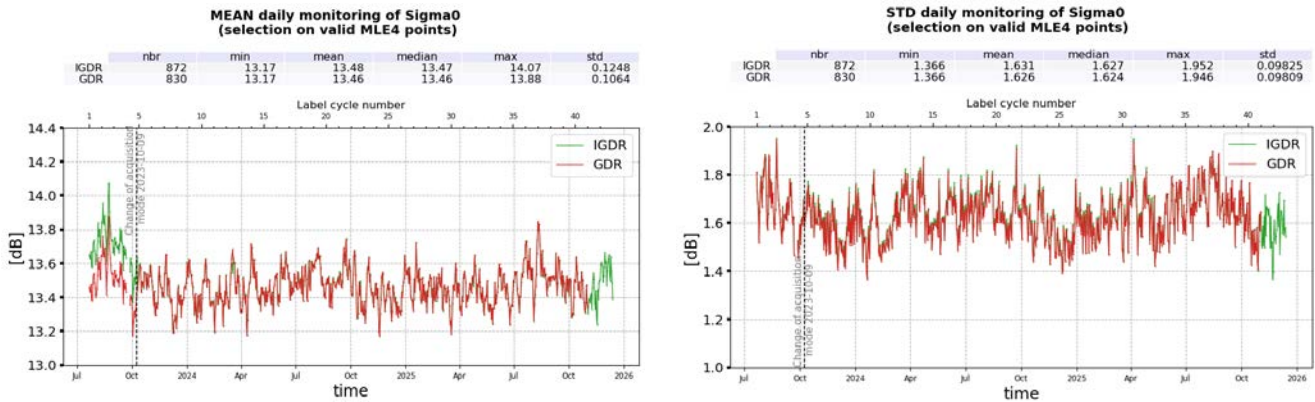 MEAN daily monitoring of Sigma0
(selection on valid MLE4 points)
nbr min mean median max std
IGDR 872 13.17 13.48 13.47 14.07 0.1248
GDR 830 13.17 13.46 13.46 13.88 0.1064
Label cycle number
1 5 10 15 20 25 30 35 40
14.4
14.2
14.0
13.8
13.6
13.4
13.2
13.0
[dB]
Change of acquisition
mode 2023-10-09
IGDR
GDR
Jul Oct 2024 Apr Jul Oct 2025 Apr Jul Oct 2026
time
STD daily monitoring of Sigma0
(selection on valid MLE4 points)
nbr min mean median max std
IGDR 872 1.366 1.631 1.627 1.952 0.09825
GDR 830 1.366 1.626 1.624 1.946 0.09809
Label cycle number
1 5 10 15 20 25 30 35 40
2.0
1.8
1.6
1.4
1.2
1.0
[dB]
Change of acquisition
mode 2023-10-09
IGDR
GDR
Jul Oct 2024 Apr Jul Oct 2025 Apr Jul Oct 2026
time